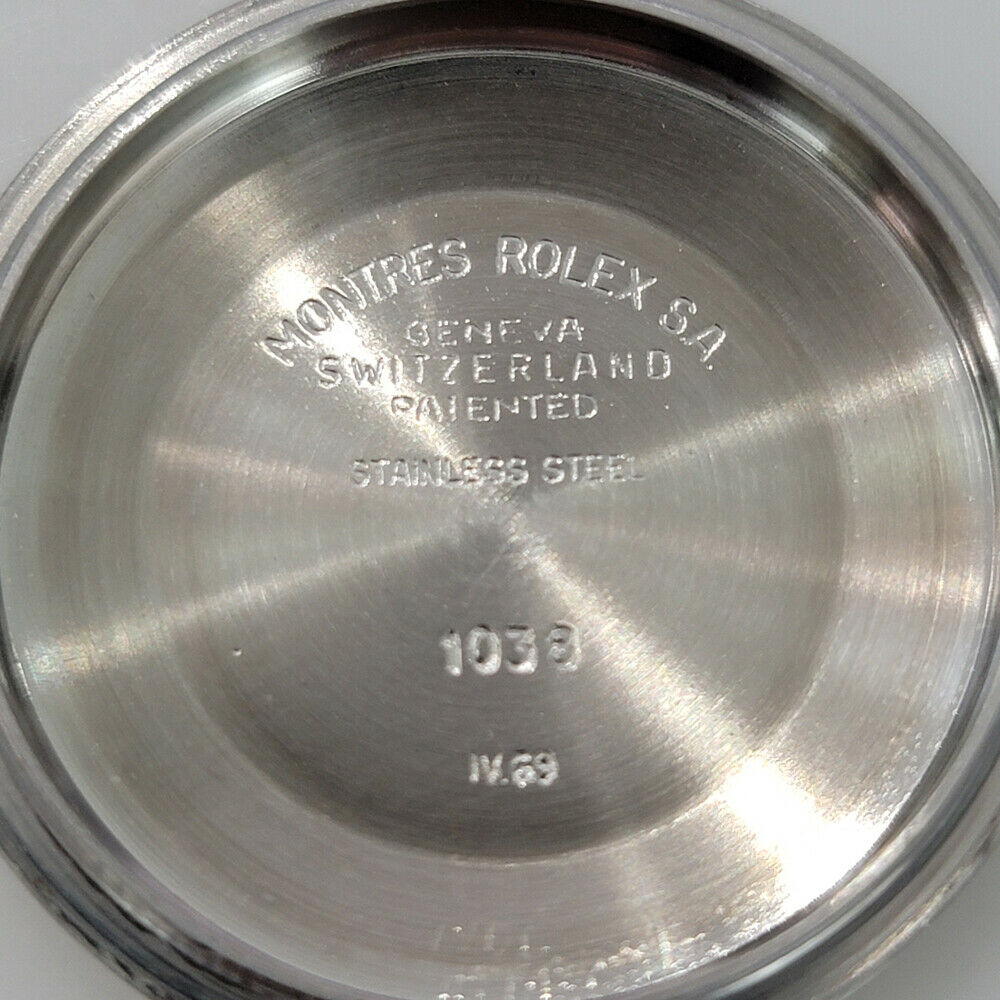 MONTRES ROLEX S.A
GENEVA
SWITZERLAND
PATENTED
STAINLESS STEEL
1038
IV.69